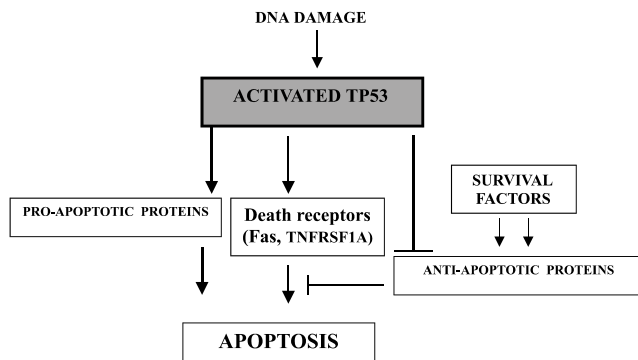 DNA DAMAGE
ACTIVATED TP53
PRO-APOPTOTIC PROTEINS
Death receptors
(Fas, TNFRSF1A)
SURVIVAL
FACTORS
ANTI-APOPTOTIC PROTEINS
APOPTOSIS